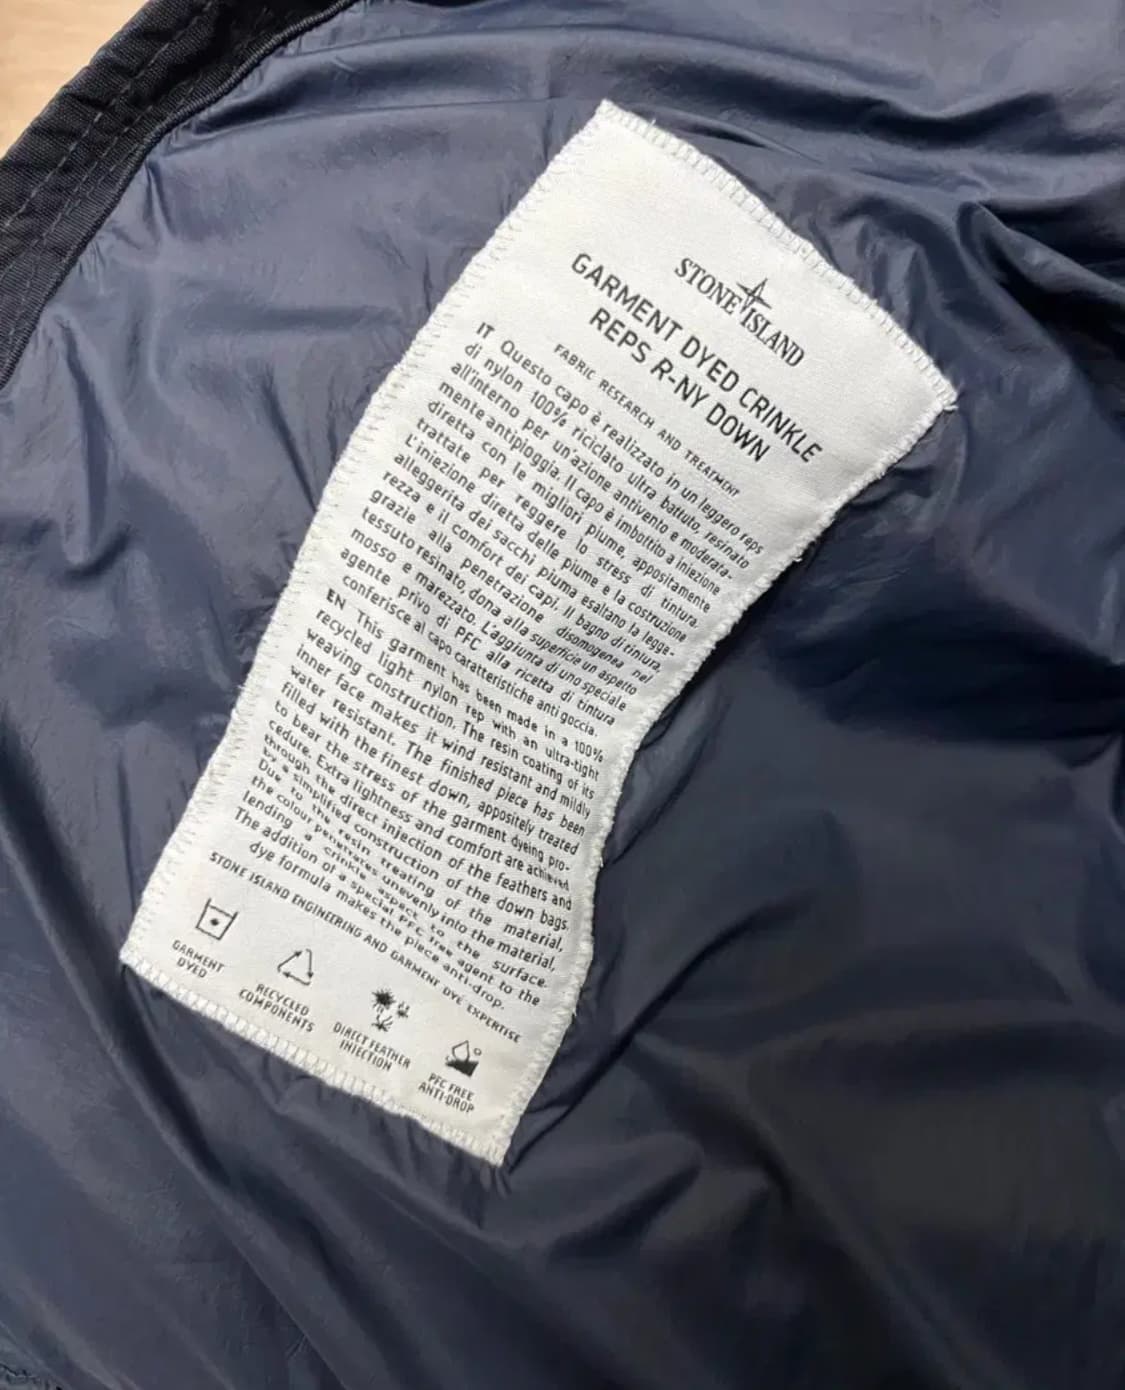 STONE ISLAND
GARMENT DYED CRINKLE
REPS R-NY DOWN
FABRIC RESEARCH AND TREATMENT
IT Questo capo è realizzato in un leggero reps
di nylon 100% riciclato ultra battuto, resinato
all'interno per un'azione antivento e moderata-
mente antipioggia. Il capo è imbottito a iniezione
diretta con le migliori piume, appositamente
trattate per reggere lo stress di tintura.
L'iniezione diretta delle piume e la costruzione
alleggerita dei sacchi piuma esaltano la legge-
rezza e il comfort dei capi. Il bagno di tintura,
grazie alla penetrazione disomogenea nel
tessuto resinato, dona alla superficie un aspetto
mosso e marezzato. L'aggiunta di uno speciale
agente privo di PFC alla ricetta di tintura
conferisce al capo caratteristiche anti goccia.
EN This garment has been made in a 100%
recycled light nylon rep with an ultra-tight
weaving construction. The resin coating of its
inner face makes it wind resistant and mildly
water resistant. The finished piece has been
filled with the finest down, appositely treated
to bear the stress of the garment dyeing pro-
cedure. Extra lightness and comfort are achieved
through the direct injection of the feathers and
by a simplified construction of the down bags.
Due to the resin treating of the material,
the colour penetrates unevenly into the material,
lending a crinkle aspect to the surface.
The addition of a special PFC free agent to the
dye formula makes the piece anti-drop.
STONE ISLAND ENGINEERING AND GARMENT DYE EXPERTISE
GARMENT
DYED
RECYCLED
COMPONENTS
DIRECT FEATHER
INJECTION
PFC FREE
ANTI-DROP